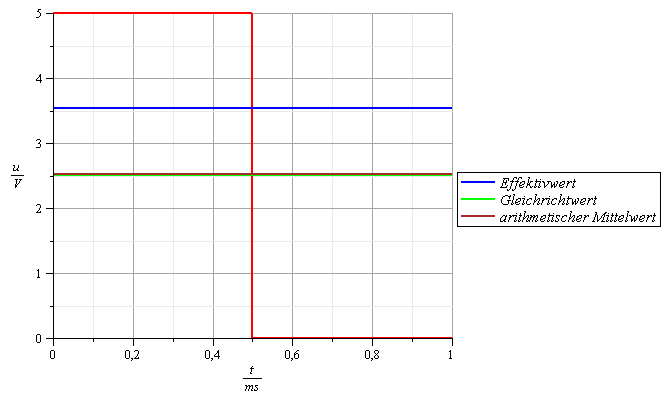 5
4
3
u
V
2
1
0
0 0,2 0,4 0,6 0,8 1
t
ms
Effektivwert
Gleichrichtwert
arithmetischer Mittelwert